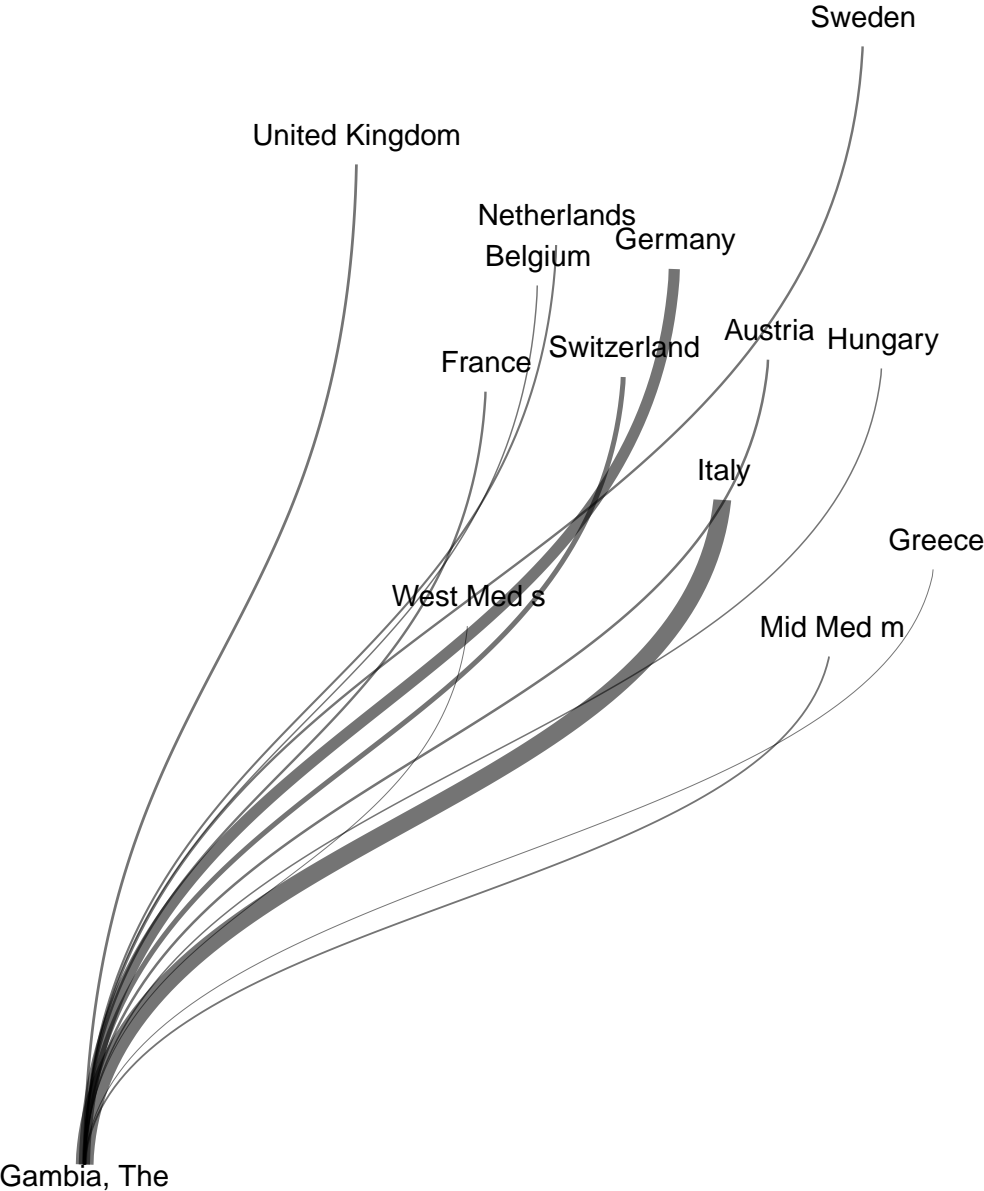 Sweden
United Kingdom
Netherlands
Germany
Belgium
Austria
Hungary
Switzerland
France
Italy
Greece
West Med s
Mid Med m
Gambia, The